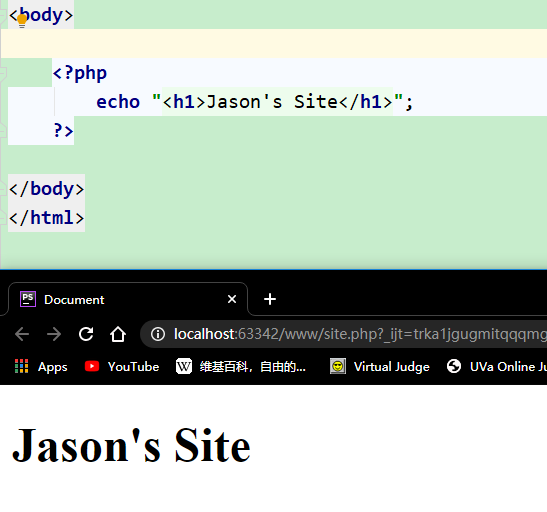 <body>
<?php
echo "<h1>Jason's Site</h1>";
?>
</body>
</html>
PS Document
localhost:63342/www/site.php?_ijt=trka1jgugmitqqqmg
Apps YouTube W 维基百科，自由的... Virtual Judge UVa Online Ju
Jason's Site